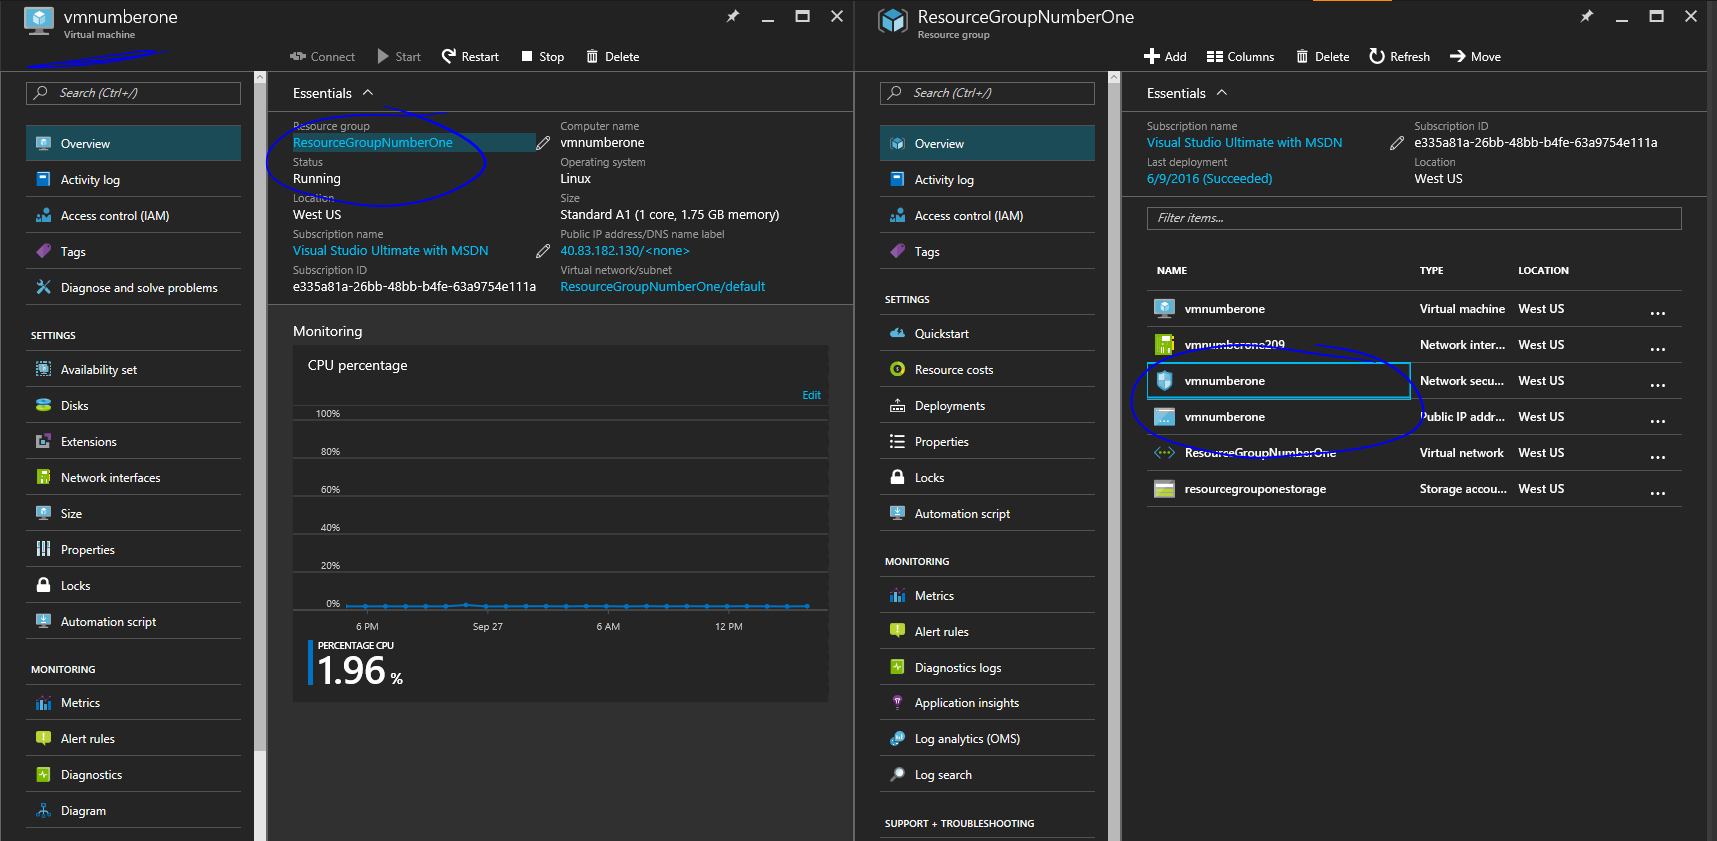 vmnumberone
Virtual machine
Connect Start Restart Stop Delete
Search (Ctrl+/)
Overview
Activity log
Access control (IAM)
Tags
Diagnose and solve problems
SETTINGS
Availability set
Disks
Extensions
Network interfaces
Size
Properties
Locks
Automation script
MONITORING
Metrics
Alert rules
Diagnostics
Diagram
Essentials
Resource group
ResourceGroupNumberOne
Status
Running
Location
West US
Subscription name
Visual Studio Ultimate with MSDN
Subscription ID
e335a81a-26bb-48bb-b4fe-63a9754e111a
Computer name
vmnumberone
Operating system
Linux
Size
Standard A1 (1 core, 1.75 GB memory)
Public IP address/DNS name label
40.83.182.130/<none>
Virtual network/subnet
ResourceGroupNumberOne/default
Monitoring
CPU percentage
Edit
100%
80%
60%
40%
20%
0%
6 PM Sep 27 6 AM 12 PM
PERCENTAGE CPU
1.96 %
ResourceGroupNumberOne
Resource group
Add Columns Delete Refresh Move
Search (Ctrl+/)
Overview
Activity log
Access control (IAM)
Tags
SETTINGS
Quickstart
Resource costs
Deployments
Properties
Locks
Automation script
MONITORING
Metrics
Alert rules
Diagnostics logs
Application insights
Log analytics (OMS)
Log search
SUPPORT + TROUBLESHOOTING
Essentials
Subscription name
Visual Studio Ultimate with MSDN
Last deployment
6/9/2016 (Succeeded)
Subscription ID
e335a81a-26bb-48bb-b4fe-63a9754e111a
Location
West US
Filter items...
NAME TYPE LOCATION
vmnumberone Virtual machine West US ...
vmnumberone209 Network inter... West US ...
vmnumberone Network secu... West US ...
vmnumberone Public IP addr... West US ...
ResourceGroupNumberOne Virtual network West US ...
resourcegrouponestorage Storage accou... West US ...